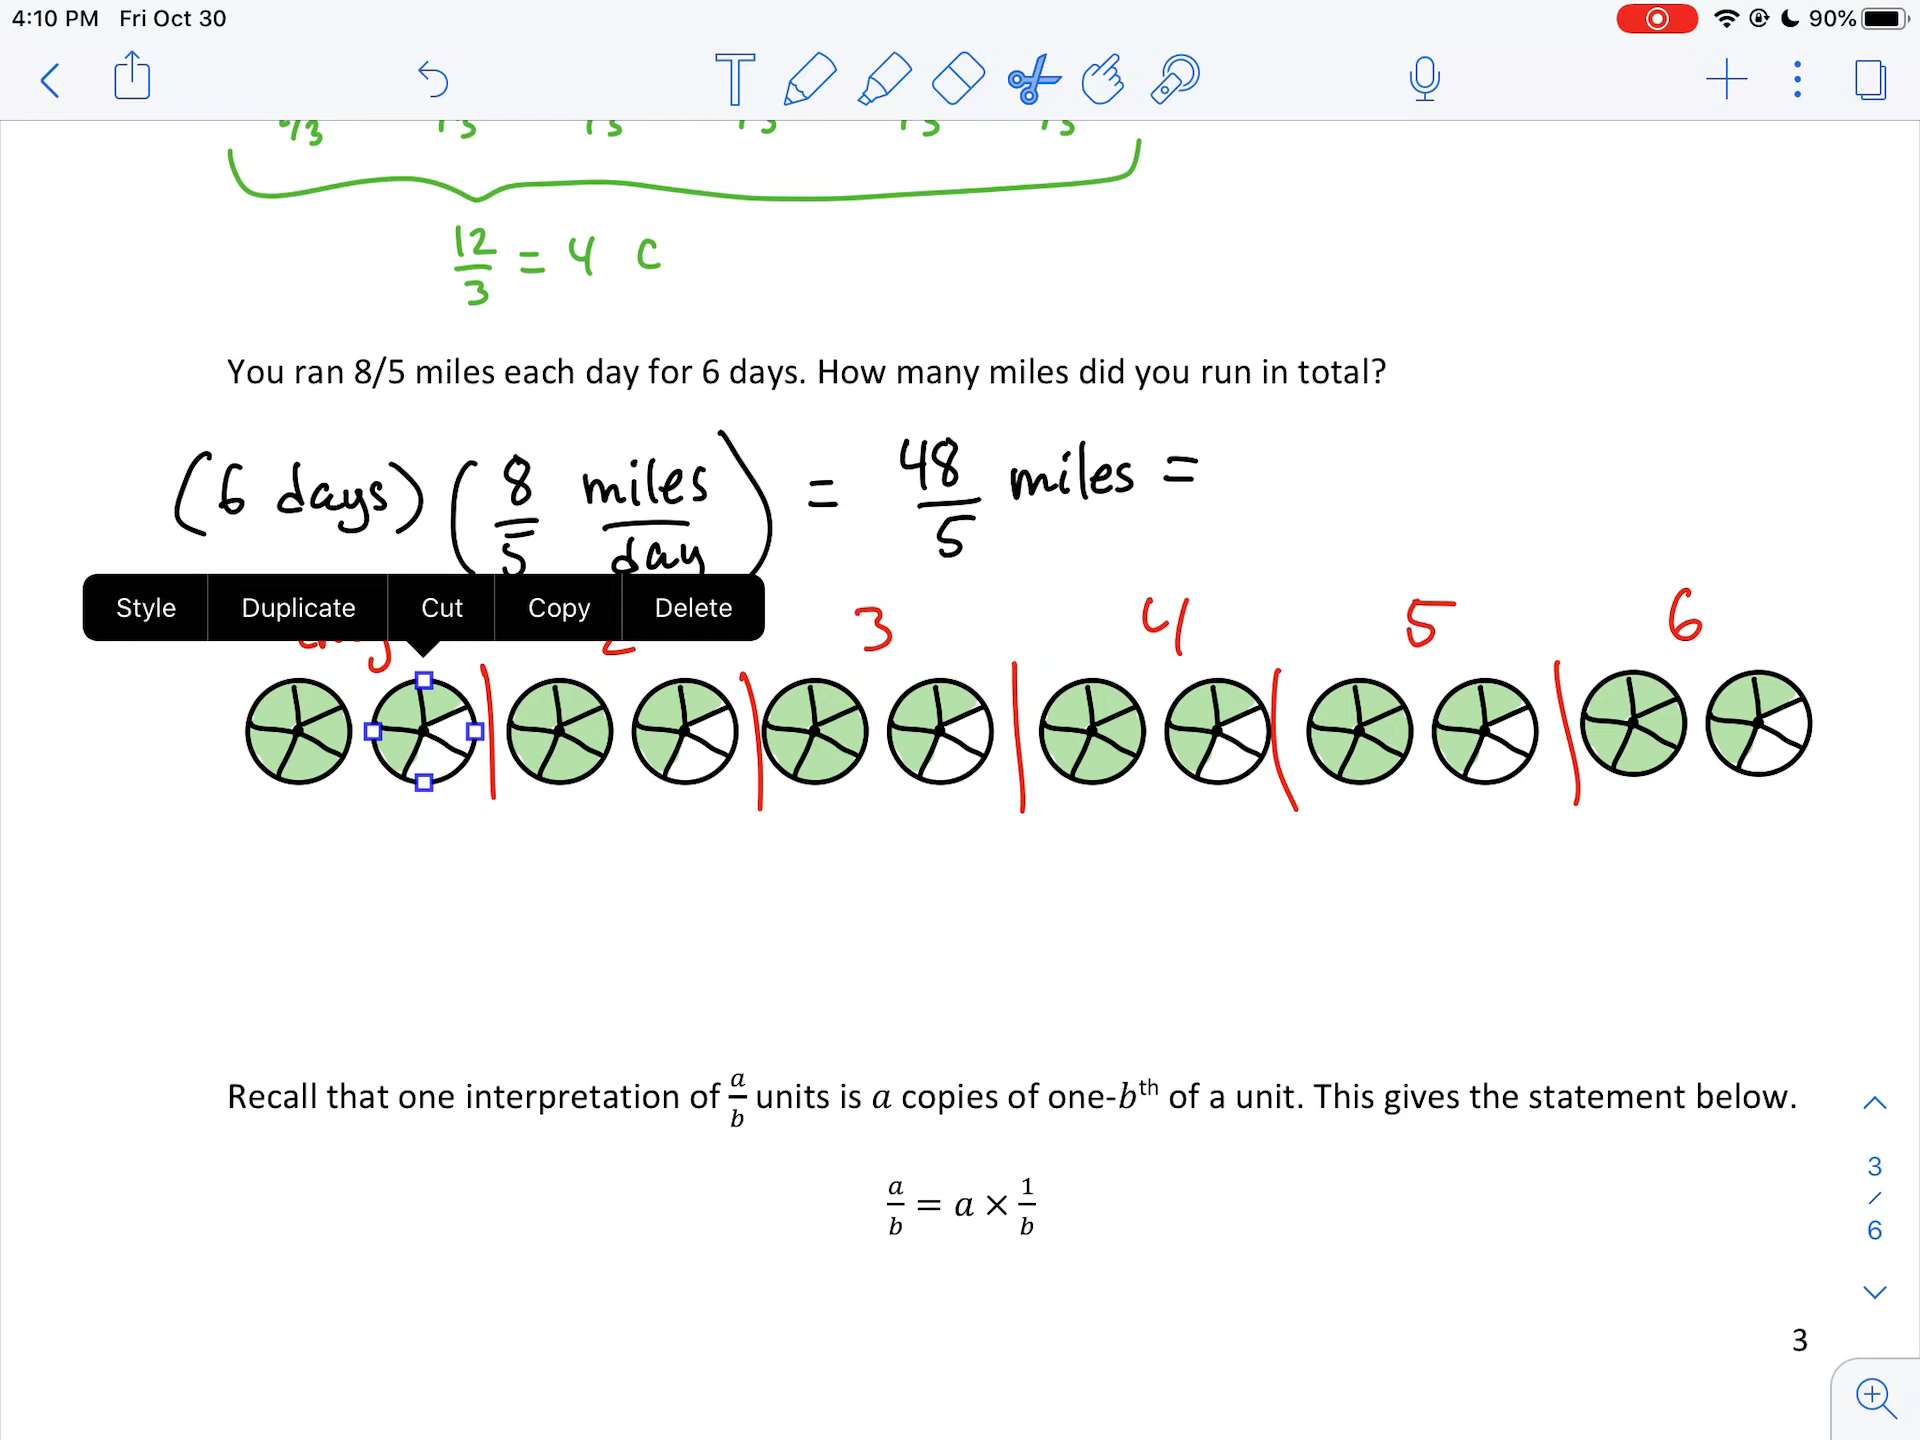 4:10 PM Fri Oct 30 90%
12/3 = 4 c
You ran 8/5 miles each day for 6 days. How many miles did you run in total?
(6 days) (8/5 miles/day) = 48/5 miles =
Style Duplicate Cut Copy Delete
3 4 5 6
Recall that one interpretation of a/b units is a copies of one-bᵗʰ of a unit. This gives the statement below.
a/b = a × 1/b
3
/
6
3